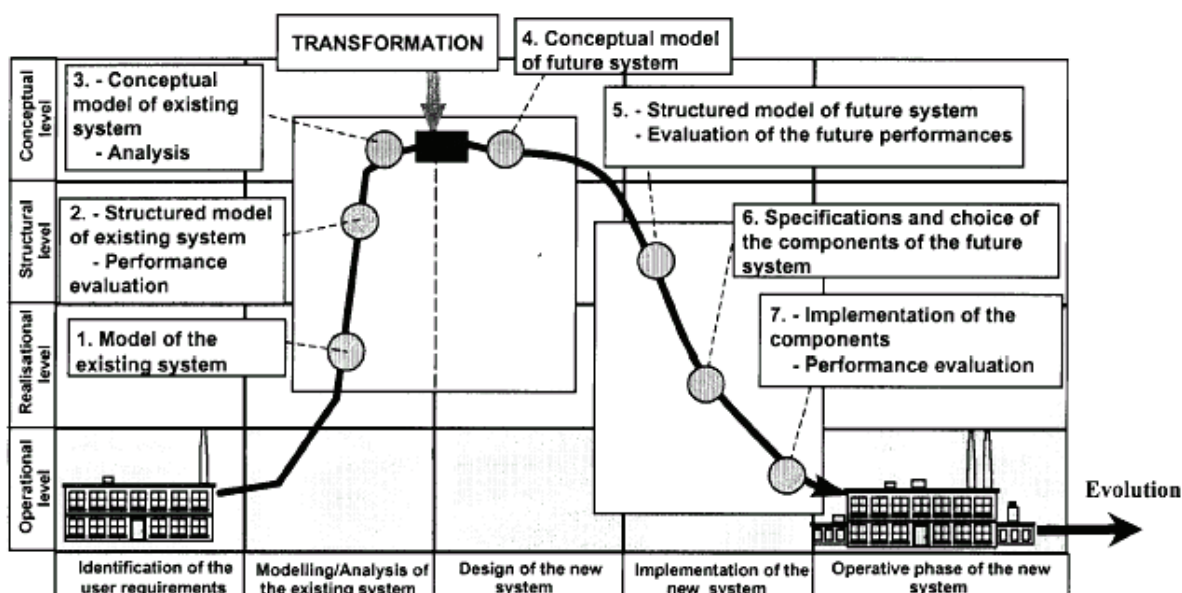 TRANSFORMATION
4. Conceptual model
of future system
3. - Conceptual
model of existing
system
- Analysis
5. - Structured model of future system
- Evaluation of the future performances
2. - Structured model
of existing system
- Performance
evaluation
6. Specifications and choice of
the components of the future
system
1. Model of the
existing system
7. - Implementation of the
components
- Performance evaluation
Conceptual
level
Structural
level
Realisational
level
Operational
level
Evolution
Identification of the
user requirements
Modelling/Analysis of
the existing system
Design of the new
system
Implementation of the
new system
Operative phase of the new
system